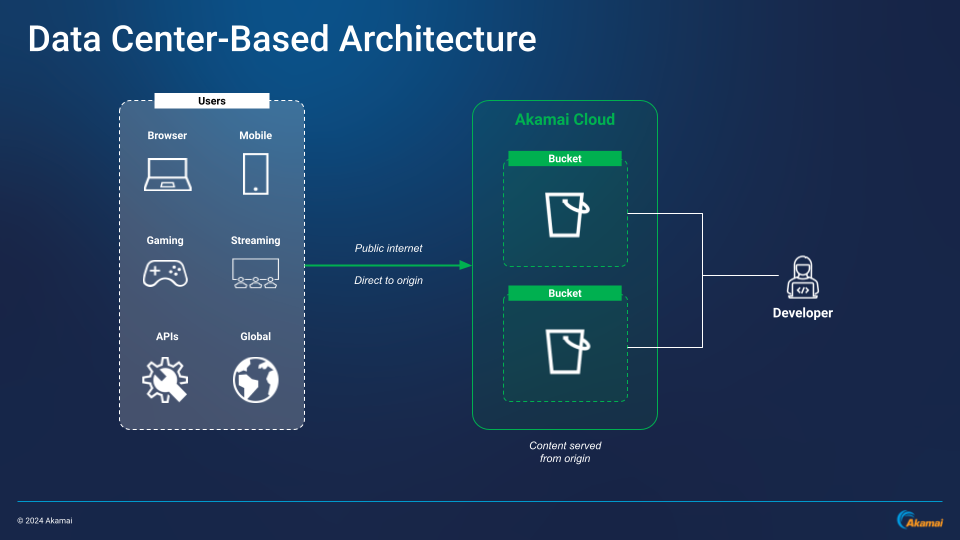 Data Center-Based Architecture
Users
Browser
Mobile
Gaming
Streaming
APIs
Global
Public internet
Direct to origin
Akamai Cloud
Bucket
Bucket
Content served
from origin
</>
Developer
© 2024 Akamai
Akamai